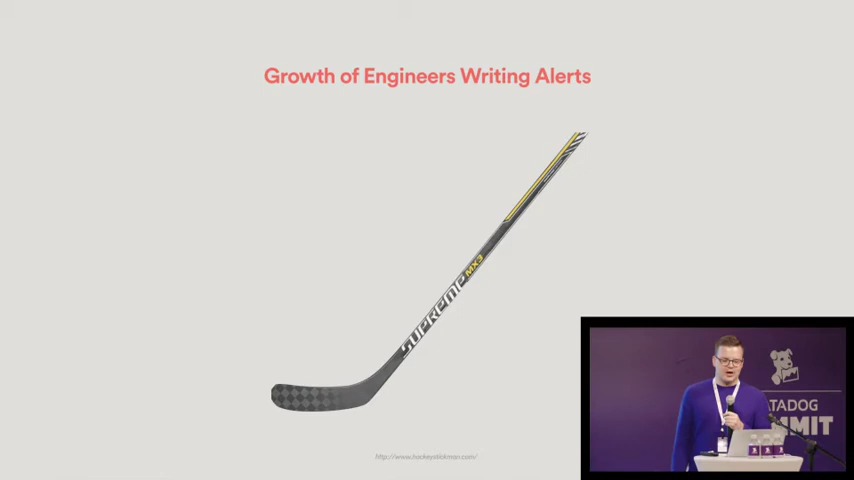 Growth of Engineers Writing Alerts
SUPREME MX3
http://www.hockeystickman.com/
ATADOG
MMIT